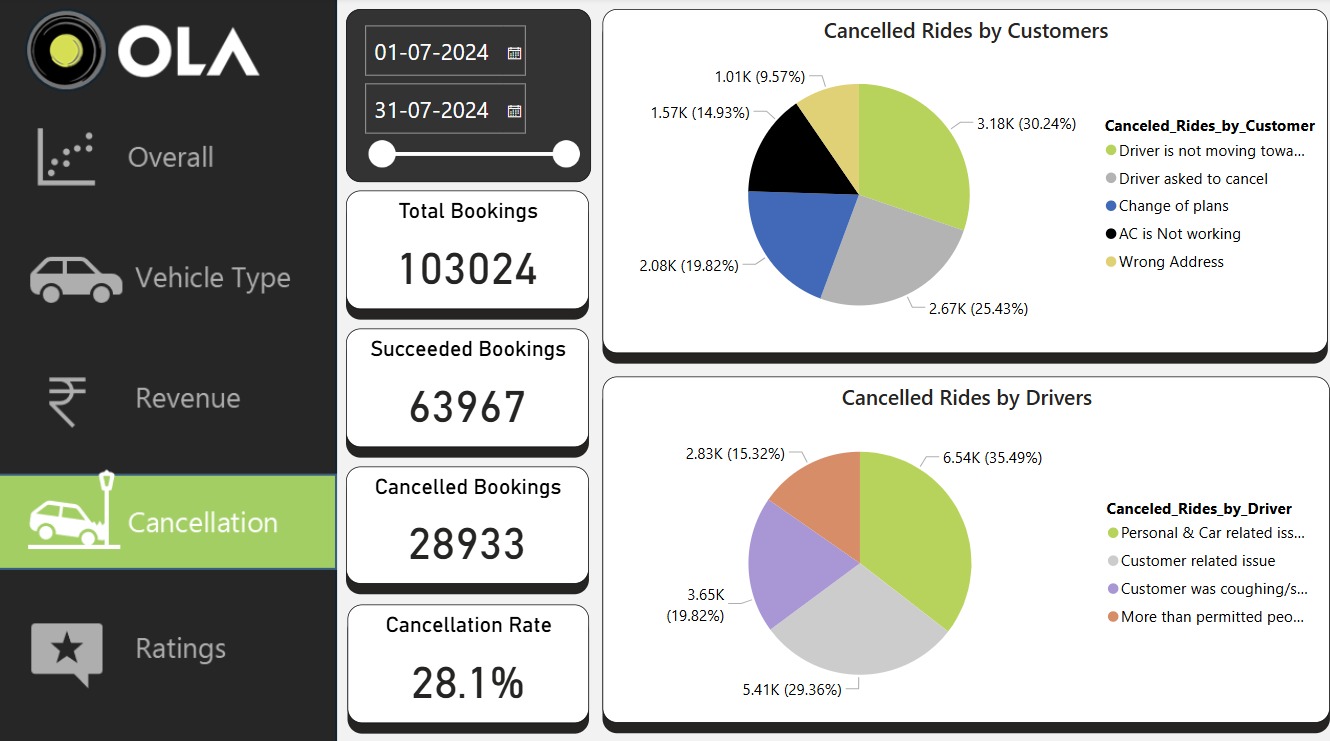 OLA
Overall
Vehicle Type
Revenue
Cancellation
Ratings
01-07-2024
31-07-2024
Total Bookings
103024
Succeeded Bookings
63967
Cancelled Bookings
28933
Cancellation Rate
28.1%
Cancelled Rides by Customers
1.01K (9.57%)
1.57K (14.93%)
3.18K (30.24%)
2.08K (19.82%)
2.67K (25.43%)
Canceled_Rides_by_Customer
Driver is not moving towa...
Driver asked to cancel
Change of plans
AC is Not working
Wrong Address
Cancelled Rides by Drivers
2.83K (15.32%)
6.54K (35.49%)
3.65K
(19.82%)
5.41K (29.36%)
Canceled_Rides_by_Driver
Personal & Car related iss...
Customer related issue
Customer was coughing/s...
More than permitted peo...